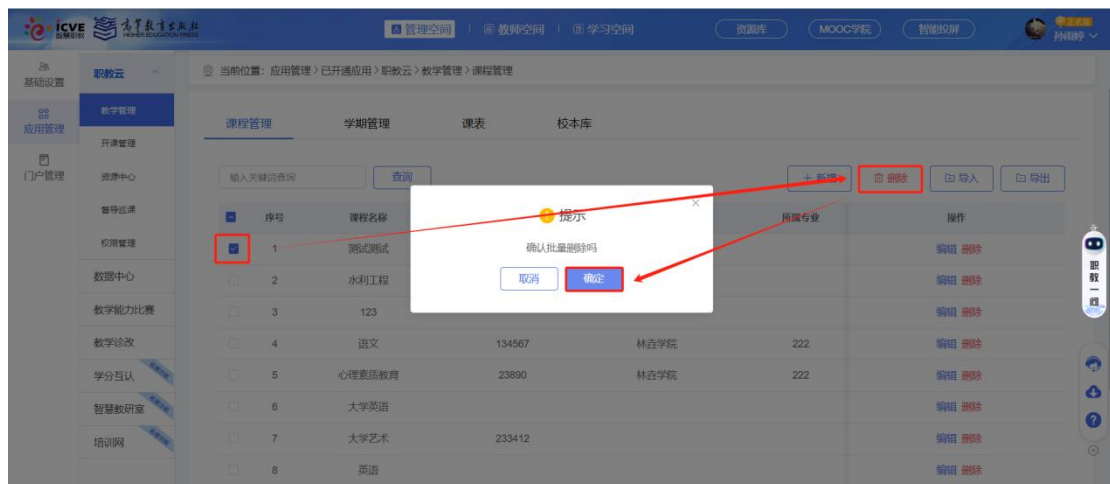 icve 智慧职教 高等教育出版社 HIGHER EDUCATION PRESS 管理空间 教师空间 学习空间 资源库 MOOC学院 智能投屏 正式版 孙雨婷
基础设置
应用管理
门户管理
职教云
教学管理
开课管理
资源中心
督导巡课
权限管理
数据中心
教学能力比赛
教学诊改
学分互认
智慧教研室
培训网
当前位置：应用管理>已开通应用>职教云>教学管理>课程管理
课程管理 学期管理 课表 校本库
输入关键词查询 查询 + 新增 删除 导入 导出
序号 课程名称 所属专业 操作
1 测试测试 编辑 删除
2 水利工程 编辑 删除
3 123 编辑 删除
4 语文 134567 林垚学院 222 编辑 删除
5 心理素质教育 23890 林垚学院 222 编辑 删除
6 大学英语 编辑 删除
7 大学艺术 233412 编辑 删除
8 英语 编辑 删除
提示
确认批量删除吗
取消 确定
职教一问